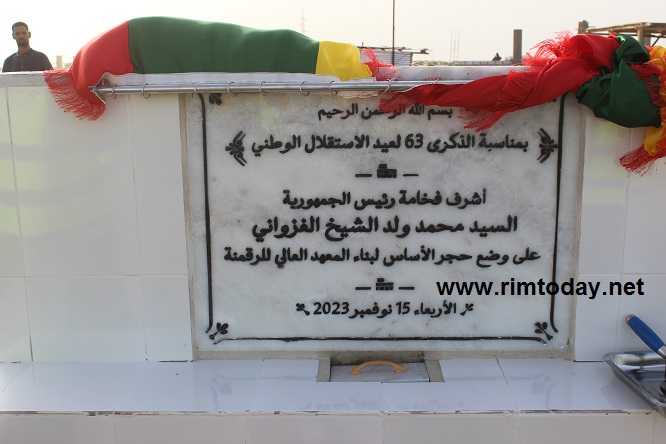 بسم الله الرحمن الرحيم
بمناسبة الذكرى 63 لعيد الاستقلال الوطني
أشرف فخامة رئيس الجمهورية
السيد محمد ولد الشيخ الغزواني
على وضع حجر الأساس لبناء المعهد العالي للرقمنة
www.rimtoday.net
الأربعاء 15 نوفمبر 2023